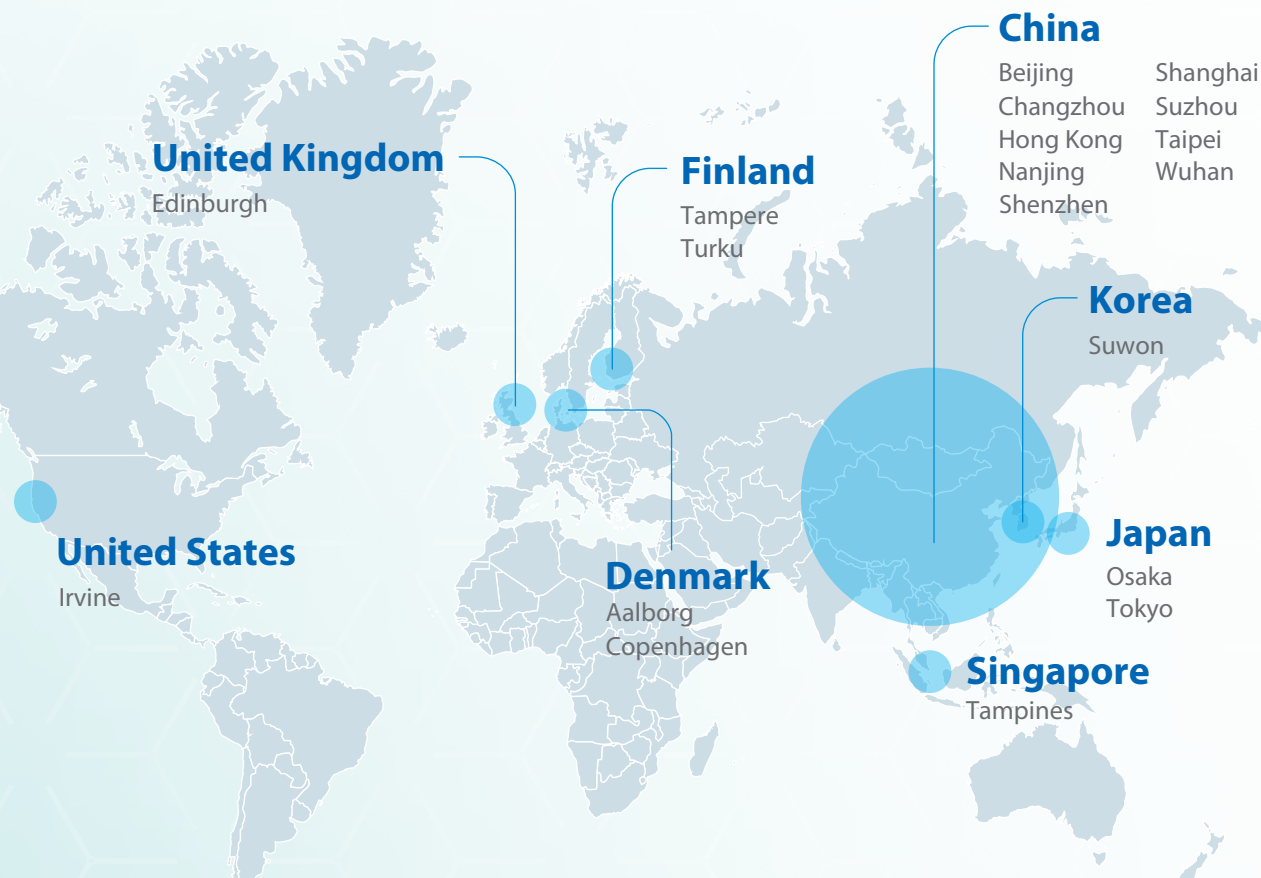 China
Beijing Shanghai
Changzhou Suzhou
Hong Kong Taipei
Nanjing Wuhan
Shenzhen
United Kingdom
Edinburgh
Finland
Tampere
Turku
Korea
Suwon
United States
Irvine
Denmark
Aalborg
Copenhagen
Japan
Osaka
Tokyo
Singapore
Tampines